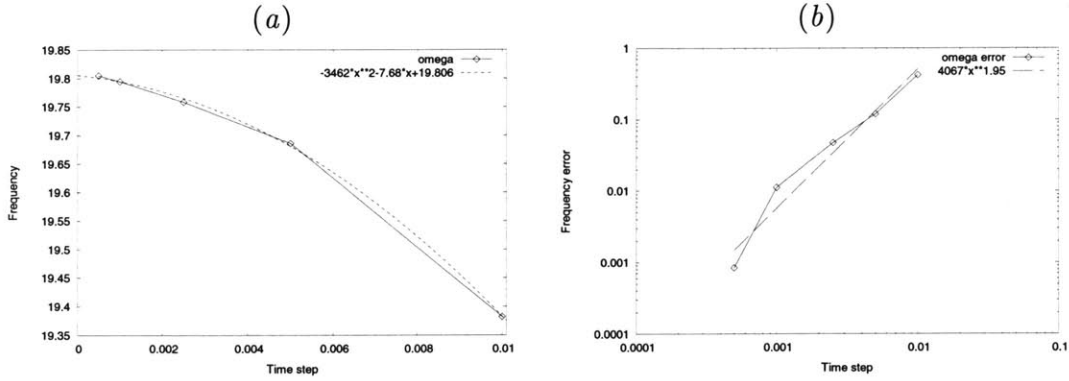 (a)
19.85
19.8
19.75
19.7
19.65
19.6
19.55
19.5
19.45
19.4
19.35
Frequency
omega
-3462*x**2-7.68*x+19.806
0
0.002
0.004
0.006
0.008
0.01
Time step
(b)
1
0.1
0.01
0.001
0.0001
Frequency error
omega error
4067*x**1.95
0.0001
0.001
0.01
0.1
Time step